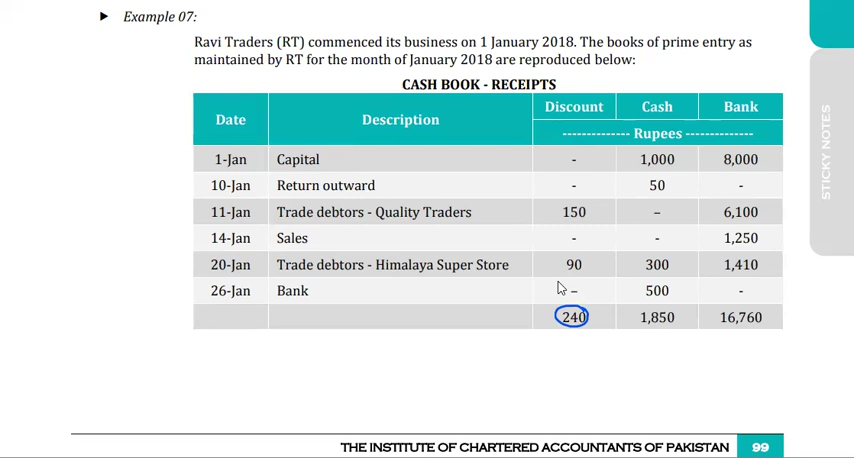 Example 07:
Ravi Traders (RT) commenced its business on 1 January 2018. The books of prime entry as
maintained by RT for the month of January 2018 are reproduced below:
CASH BOOK - RECEIPTS
Date Description Discount Cash Bank
-------------- Rupees --------------
1-Jan Capital - 1,000 8,000
10-Jan Return outward - 50 -
11-Jan Trade debtors - Quality Traders 150 – 6,100
14-Jan Sales - - 1,250
20-Jan Trade debtors - Himalaya Super Store 90 300 1,410
26-Jan Bank – 500 -
240 1,850 16,760
STICKY NOTES
THE INSTITUTE OF CHARTERED ACCOUNTANTS OF PAKISTAN 99